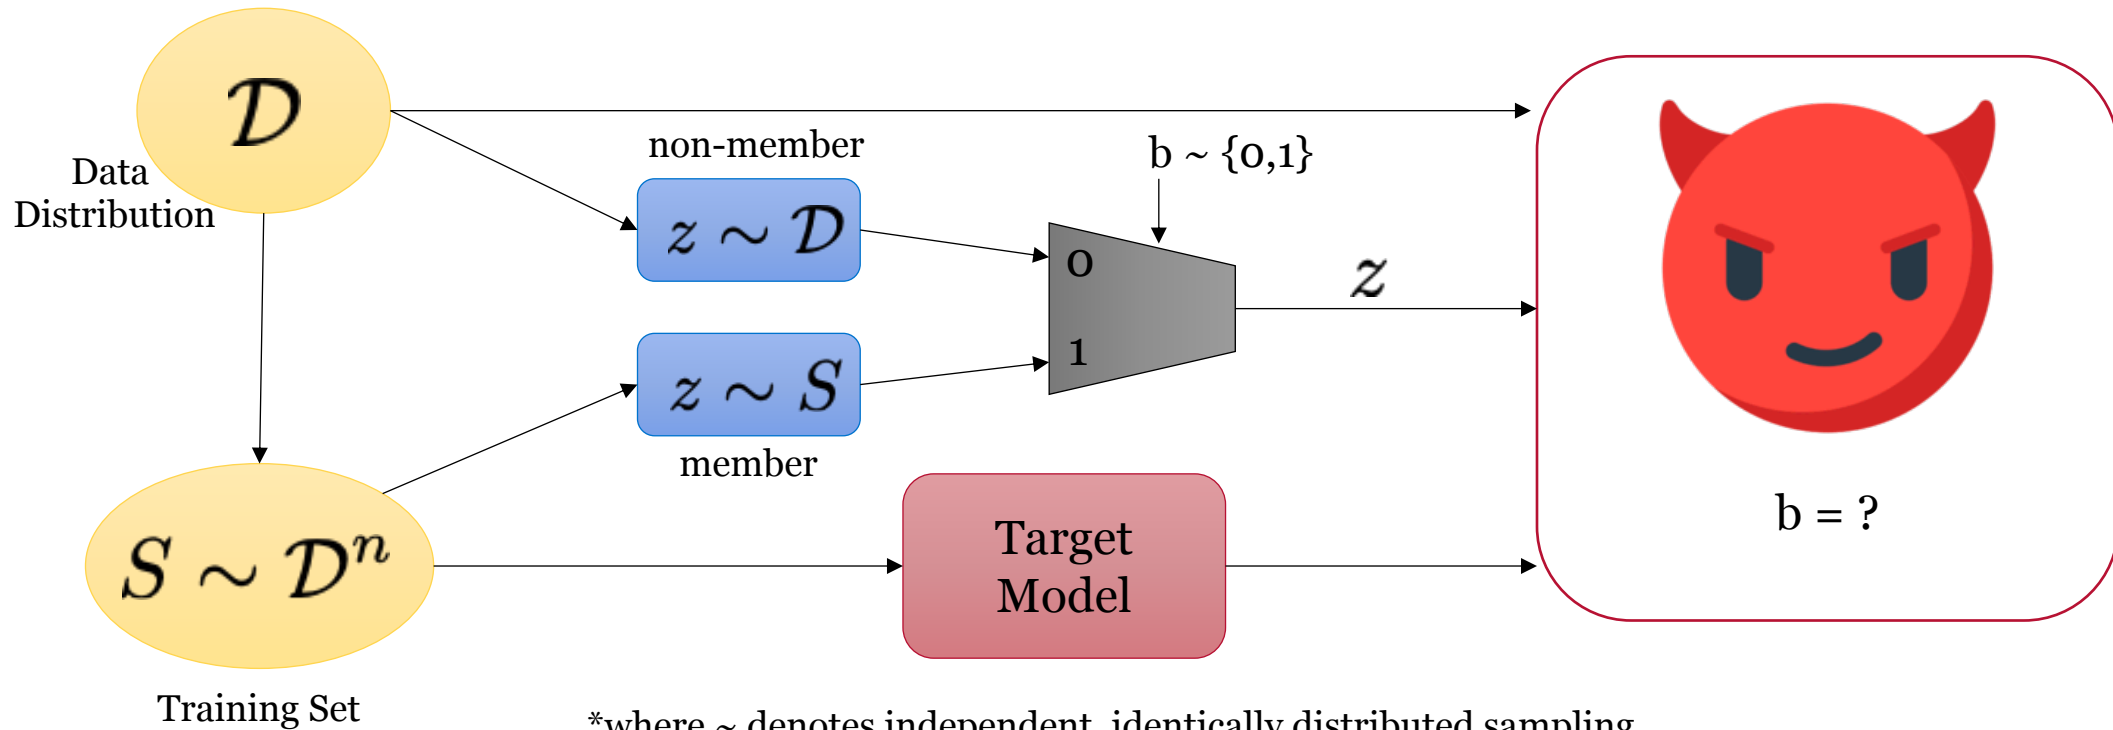 𝒟
Data
Distribution
non-member
z ~ 𝒟
b ~ {0,1}
0
1
z
z ~ S
member
S ~ 𝒟ⁿ
Training Set
Target
Model
b = ?
*where ~ denotes independent, identically distributed sampling